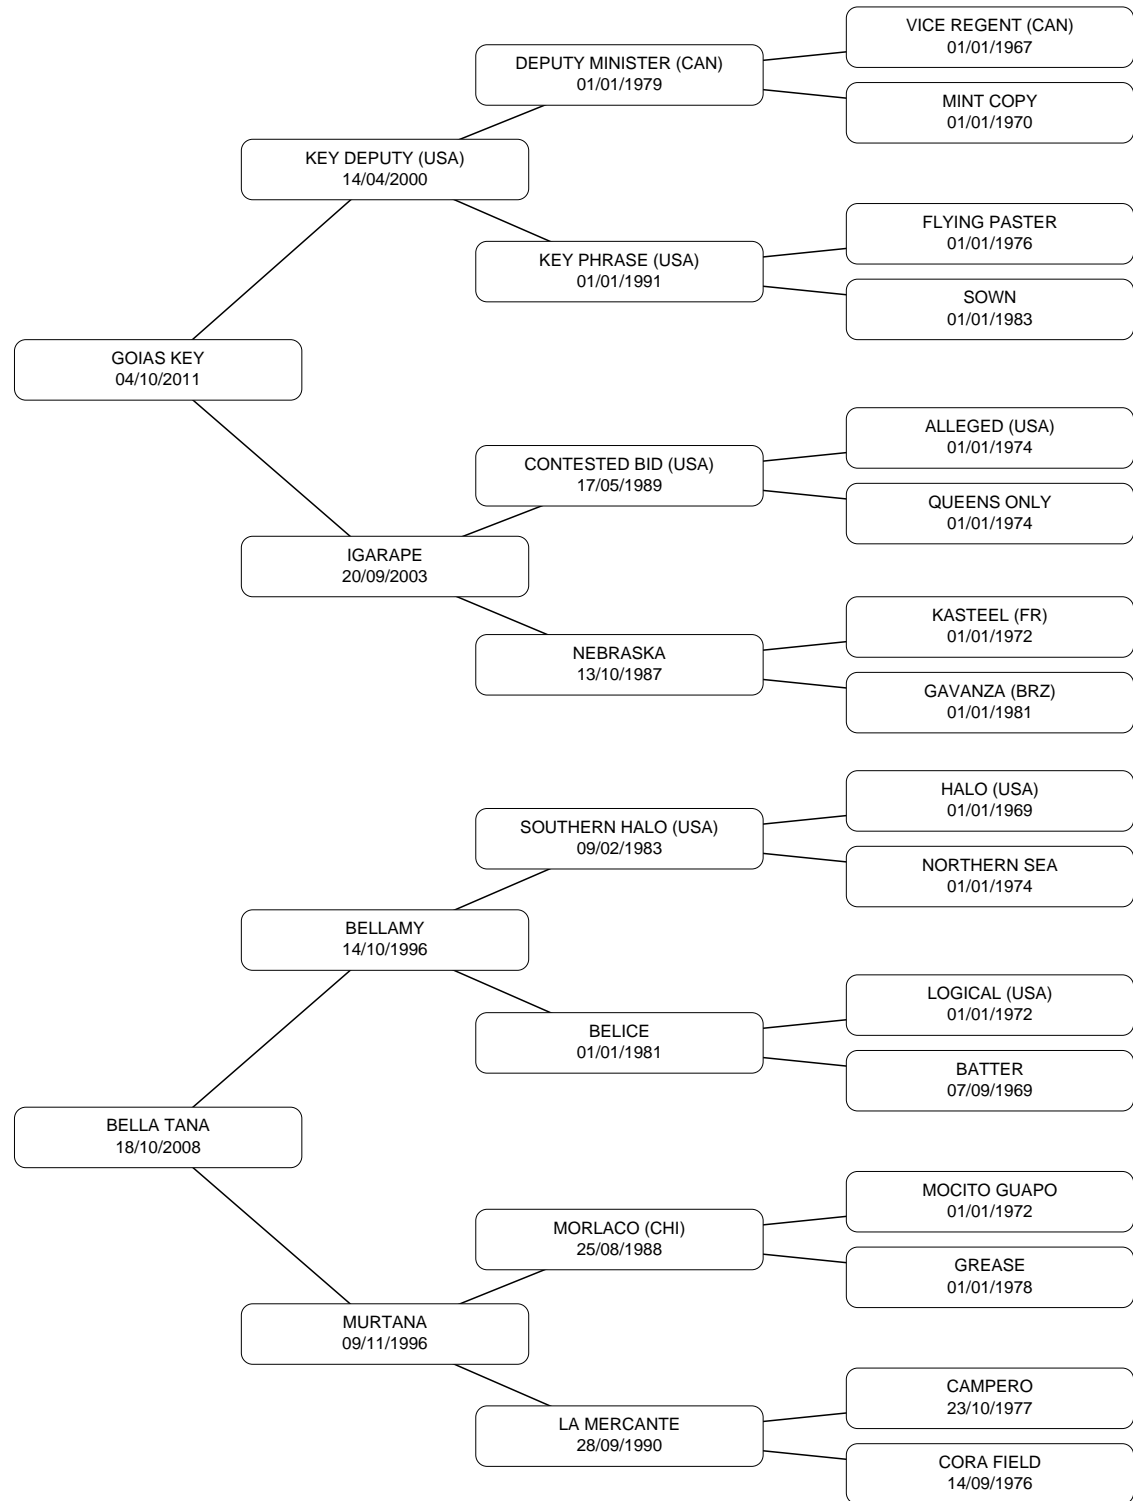 VICE REGENT (CAN)
01/01/1967
DEPUTY MINISTER (CAN)
01/01/1979
MINT COPY
01/01/1970
KEY DEPUTY (USA)
14/04/2000
FLYING PASTER
01/01/1976
KEY PHRASE (USA)
01/01/1991
SOWN
01/01/1983
GOIAS KEY
04/10/2011
ALLEGED (USA)
01/01/1974
CONTESTED BID (USA)
17/05/1989
QUEENS ONLY
01/01/1974
IGARAPE
20/09/2003
KASTEEL (FR)
01/01/1972
NEBRASKA
13/10/1987
GAVANZA (BRZ)
01/01/1981
HALO (USA)
01/01/1969
SOUTHERN HALO (USA)
09/02/1983
NORTHERN SEA
01/01/1974
BELLAMY
14/10/1996
LOGICAL (USA)
01/01/1972
BELICE
01/01/1981
BATTER
07/09/1969
BELLA TANA
18/10/2008
MOCITO GUAPO
01/01/1972
MORLACO (CHI)
25/08/1988
GREASE
01/01/1978
MURTANA
09/11/1996
CAMPERO
23/10/1977
LA MERCANTE
28/09/1990
CORA FIELD
14/09/1976